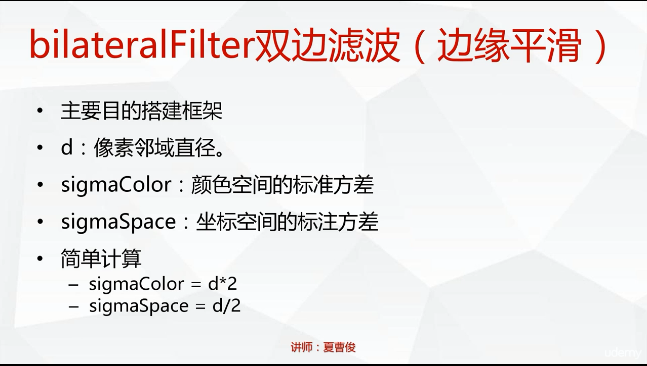 bilateralFilter双边滤波（边缘平滑）
• 主要目的搭建框架
• d：像素邻域直径。
• sigmaColor：颜色空间的标准方差
• sigmaSpace：坐标空间的标注方差
• 简单计算
– sigmaColor = d*2
– sigmaSpace = d/2
讲师：夏曹俊
udemy